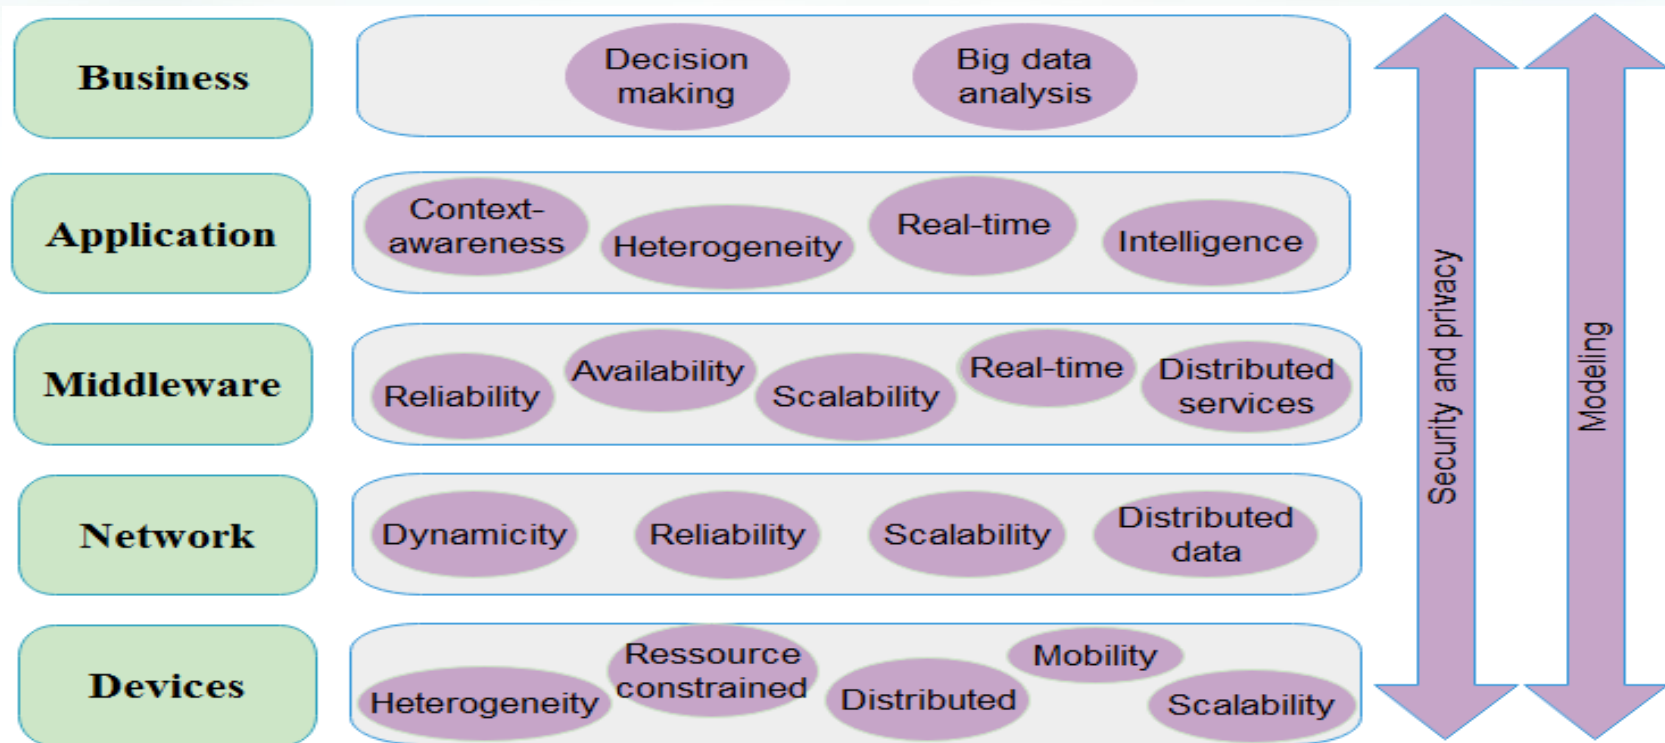 Business
Decision
making
Big data
analysis
Application
Context-
awareness
Heterogeneity
Real-time
Intelligence
Middleware
Reliability
Availability
Scalability
Real-time
Distributed
services
Network
Dynamicity
Reliability
Scalability
Distributed
data
Devices
Heterogeneity
Ressource
constrained
Distributed
Mobility
Scalability
Security and privacy
Modeling